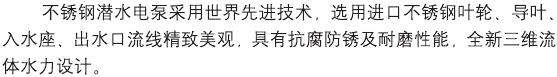 不锈钢潜水电泵采用世界先进技术，选用进口不锈钢叶轮、导叶、
入水座、出水口流线精致美观，具有抗腐防锈及耐磨性能，全新三维流
体水力设计。